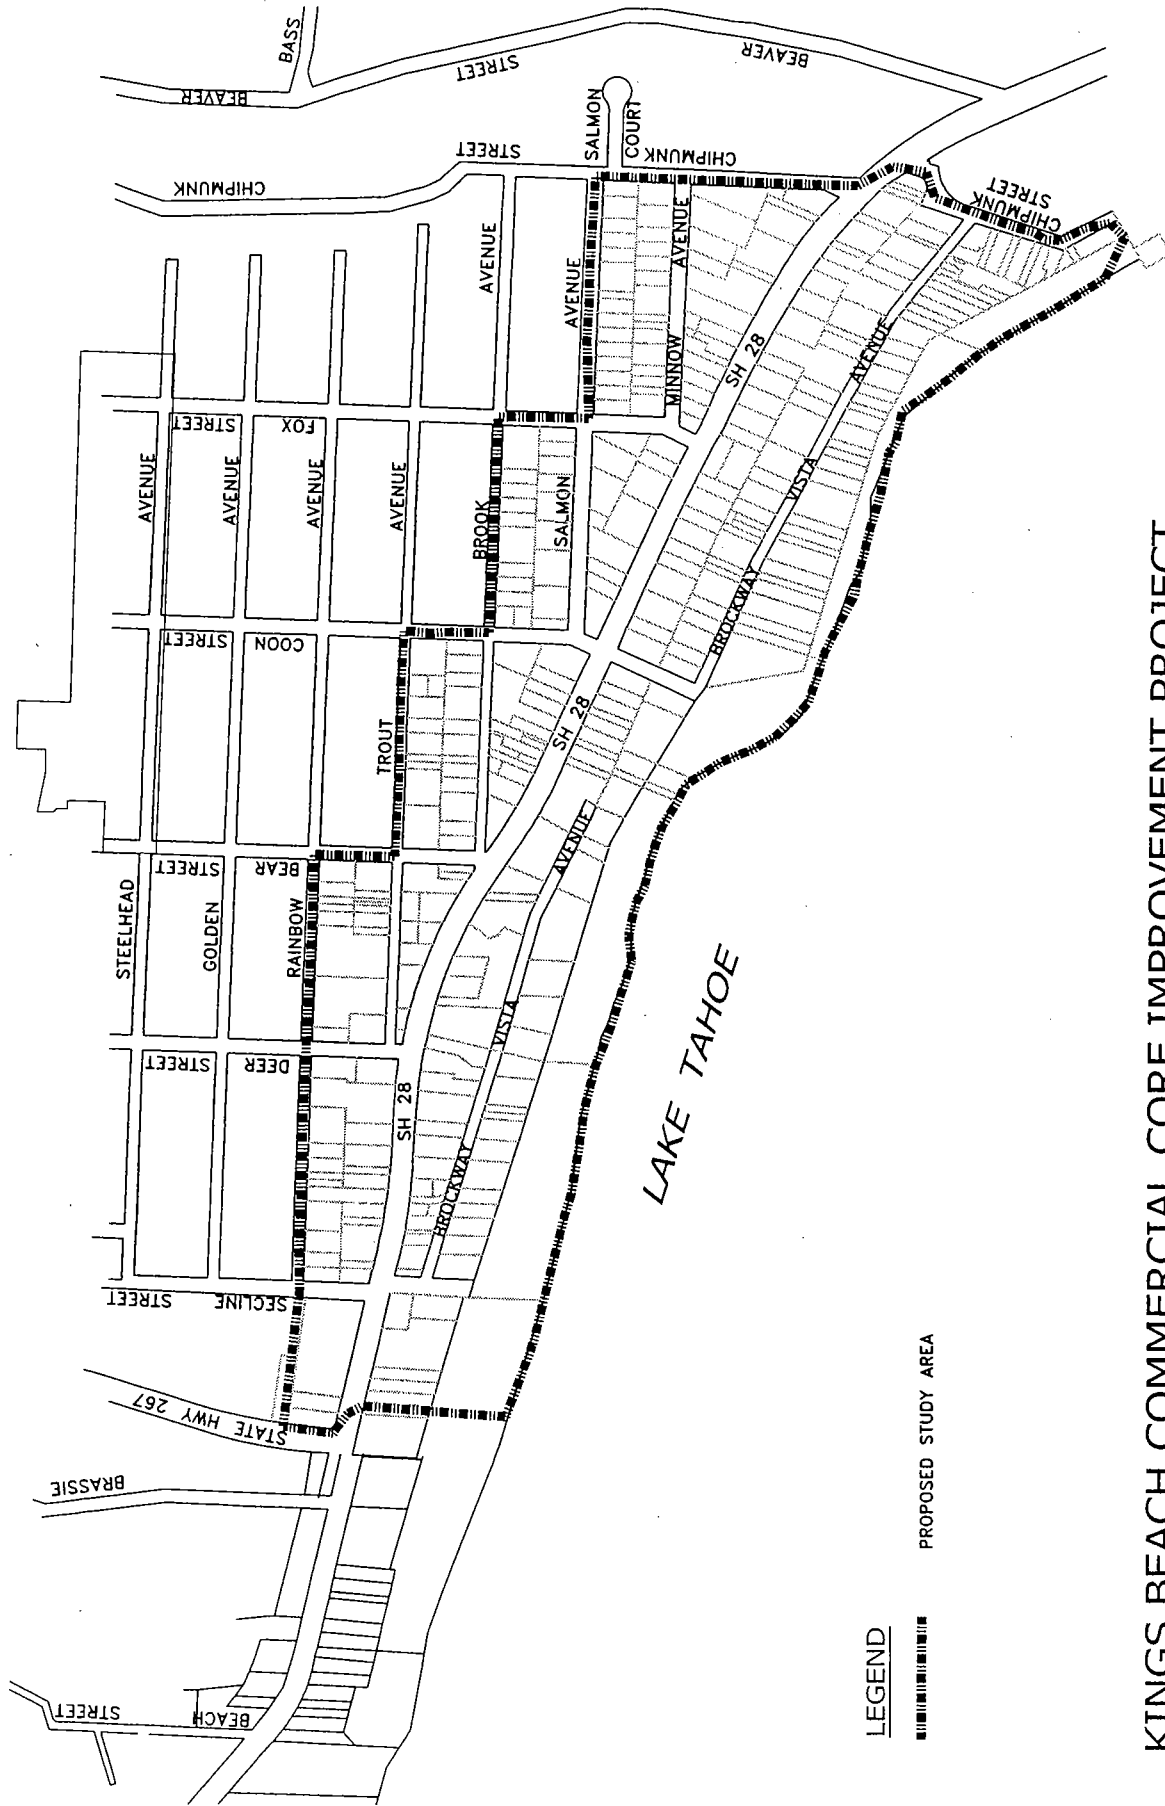 BASS
BEAVER
STREET
BEAVER
CHIPMUNK
STREET
SALMON
COURT
CHIPMUNK
CHIPMUNK
STREET
AVENUE
AVENUE
AVENUE
MINNOW
SH 28
AVENUE
VISTA
BROCKWAY
FOX
STREET
AVENUE
AVENUE
AVENUE
AVENUE
BROOK
SALMON
COON
STREET
TROUT
SH 28
AVENUE
VISTA
BROCKWAY
BEAR
STREET
STEELHEAD
GOLDEN
RAINBOW
DEER
STREET
SH 28
SECLINE
STREET
STATE HWY 267
BRASSIE
BEACH
STREET
LAKE TAHOE
LEGEND
PROPOSED STUDY AREA
KINGS BEACH COMMERCIAL CORE IMPROVEMENT PROJECT